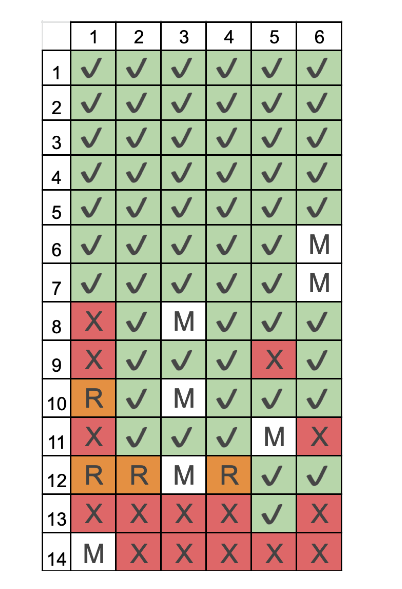 1 2 3 4 5 6
1 ✓ ✓ ✓ ✓ ✓ ✓
2 ✓ ✓ ✓ ✓ ✓ ✓
3 ✓ ✓ ✓ ✓ ✓ ✓
4 ✓ ✓ ✓ ✓ ✓ ✓
5 ✓ ✓ ✓ ✓ ✓ ✓
6 ✓ ✓ ✓ ✓ ✓ M
7 ✓ ✓ ✓ ✓ ✓ M
8 X ✓ M ✓ ✓ ✓
9 X ✓ ✓ ✓ X ✓
10 R ✓ M ✓ ✓ ✓
11 X ✓ ✓ ✓ M X
12 R R M R ✓ ✓
13 X X X X ✓ X
14 M X X X X X